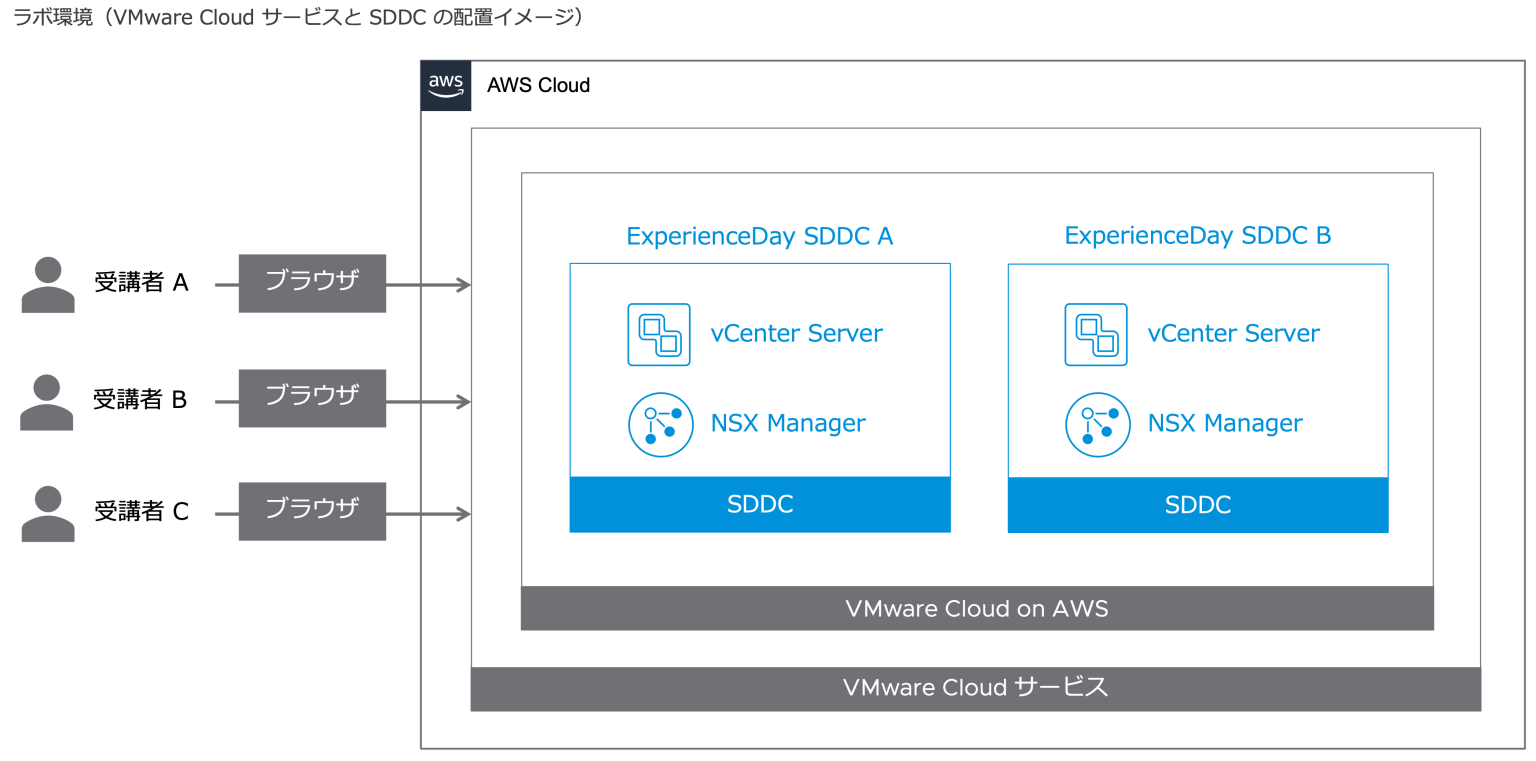 ラボ環境（VMware Cloud サービスと SDDC の配置イメージ）
aws
AWS Cloud
ExperienceDay SDDC A
ExperienceDay SDDC B
受講者 A
ブラウザ
vCenter Server
vCenter Server
受講者 B
ブラウザ
NSX Manager
NSX Manager
受講者 C
ブラウザ
SDDC
SDDC
VMware Cloud on AWS
VMware Cloud サービス